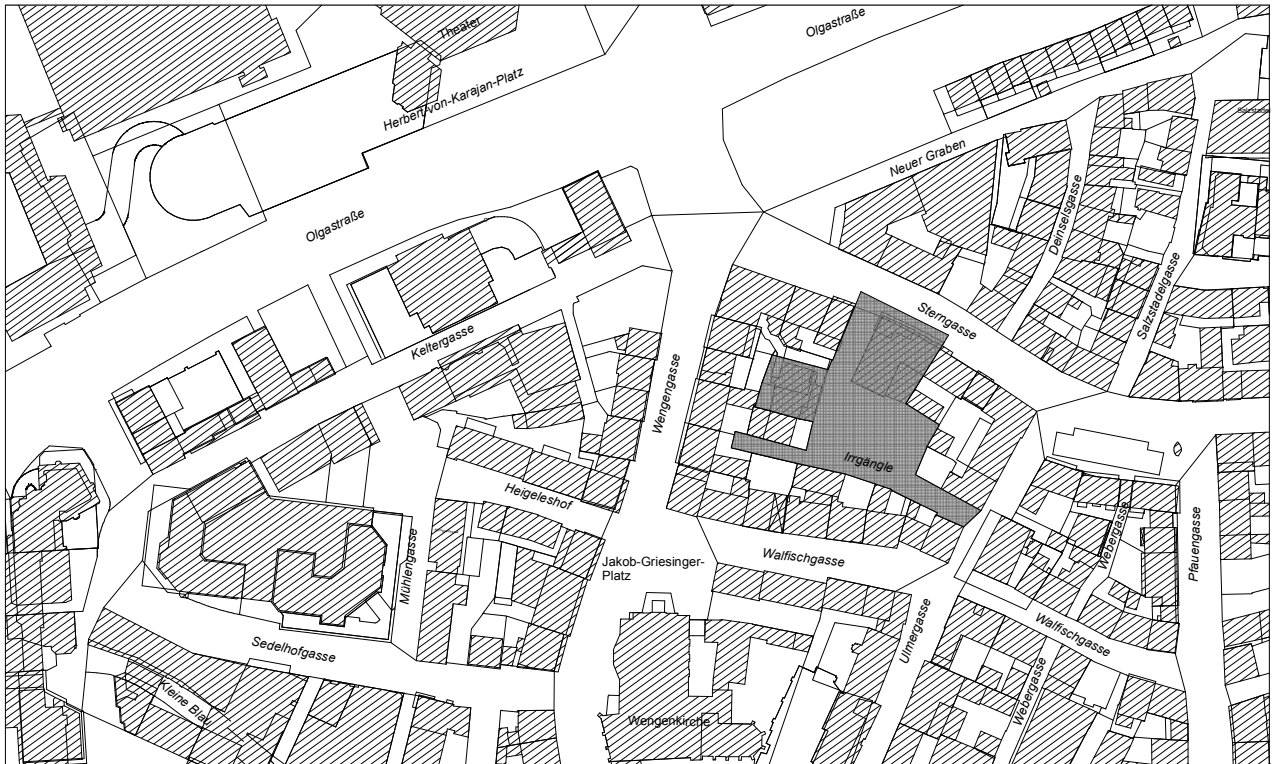 Theater
Olgastraße
Herbert-von-Karajan-Platz
Neuer Graben
Olgastraße
Deinselsgasse
Salzstadelgasse
Sterngasse
Keltergasse
Wengengasse
Irrgängle
Heigeleshof
Webergasse
Pfauengasse
Mühlengasse
Walfischgasse
Jakob-Griesinger-
Platz
Ulmergasse
Walfischgasse
Sedelhofgasse
Kleine Blau
Webergasse
Wengenkirche